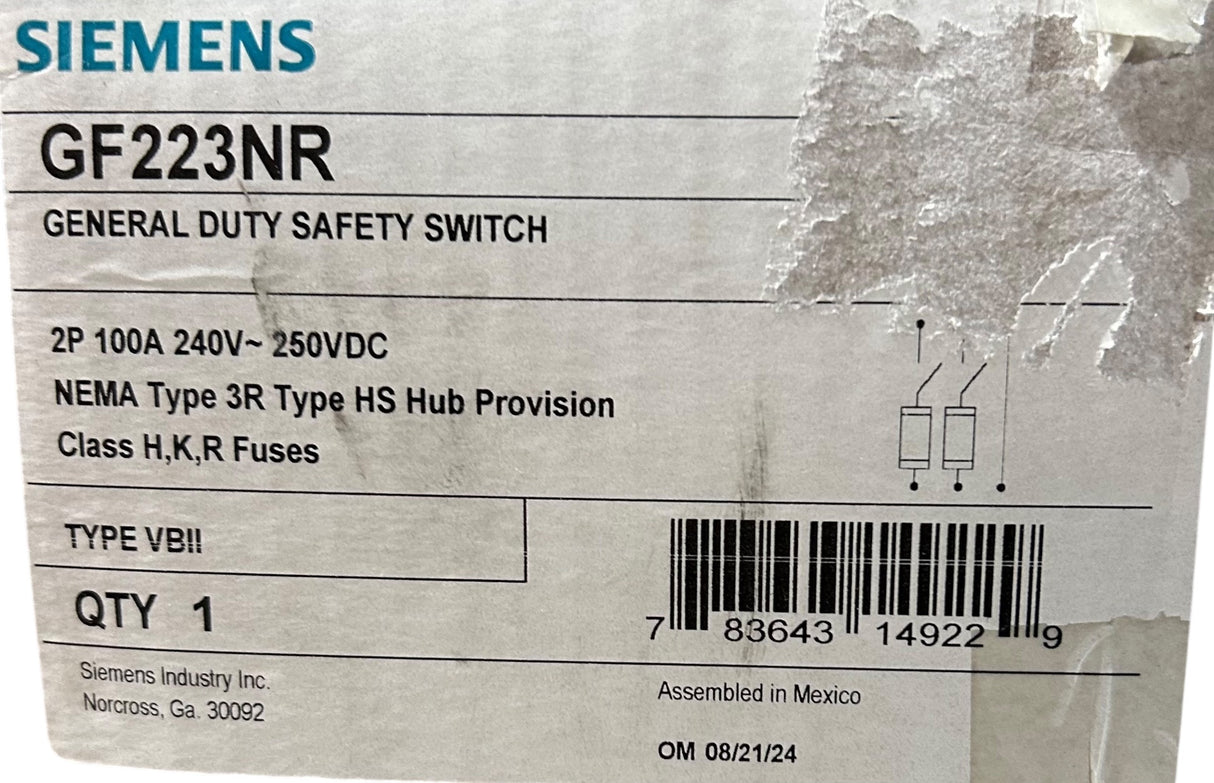 SIEMENS
GF223NR
GENERAL DUTY SAFETY SWITCH
2P 100A 240V~ 250VDC
NEMA Type 3R Type HS Hub Provision
Class H,K,R Fuses
TYPE VBII
QTY 1
7 83643 14922 9
Siemens Industry Inc.
Norcross, Ga. 30092
Assembled in Mexico
OM 08/21/24